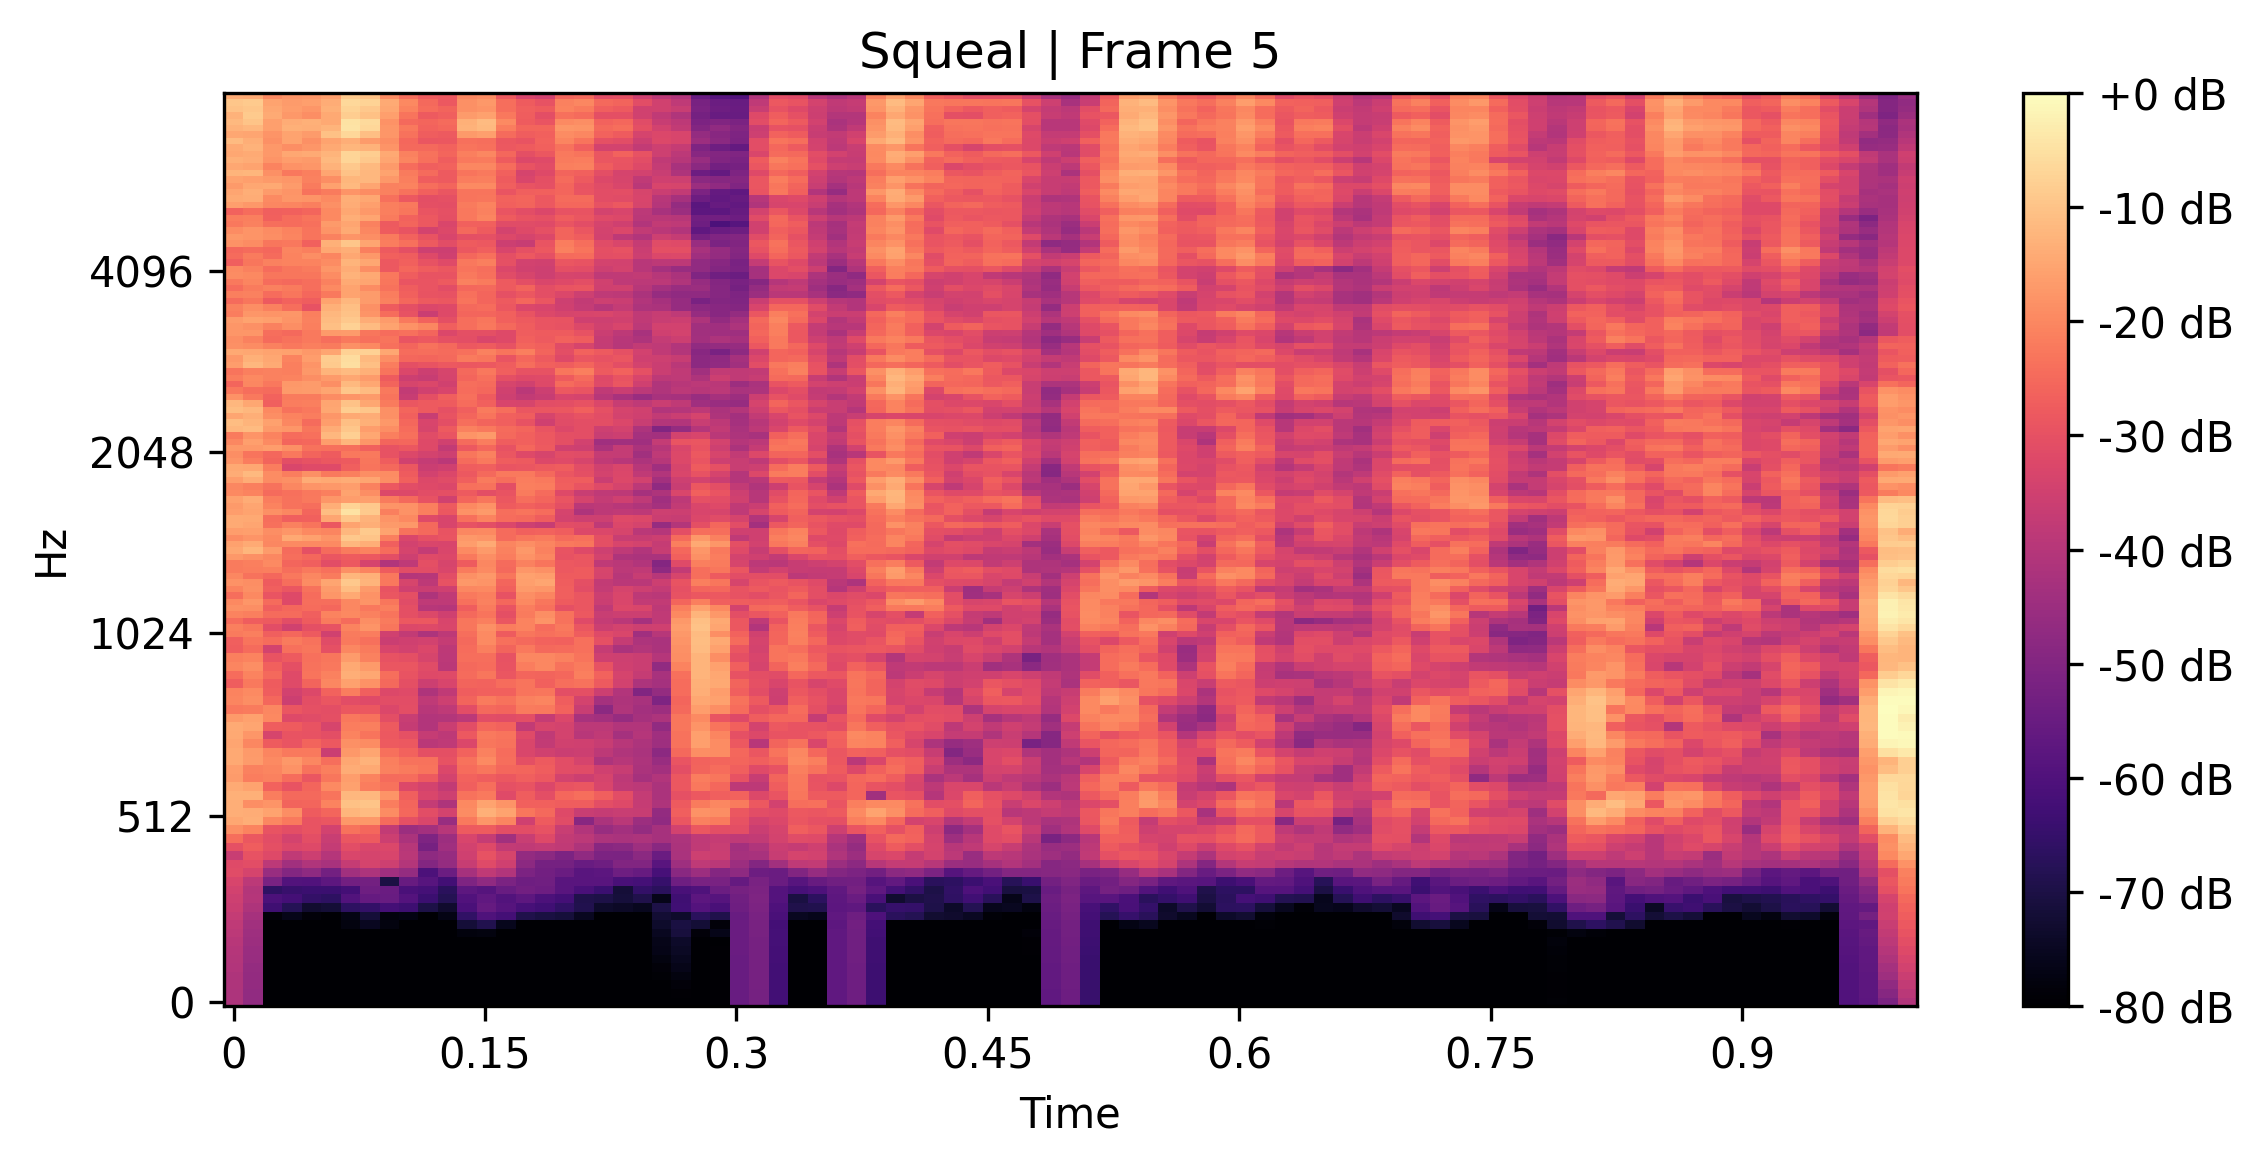 Squeal | Frame 5
+0 dB
-10 dB
-20 dB
-30 dB
-40 dB
-50 dB
-60 dB
-70 dB
-80 dB
Hz
4096
2048
1024
512
0
0 0.15 0.3 0.45 0.6 0.75 0.9
Time